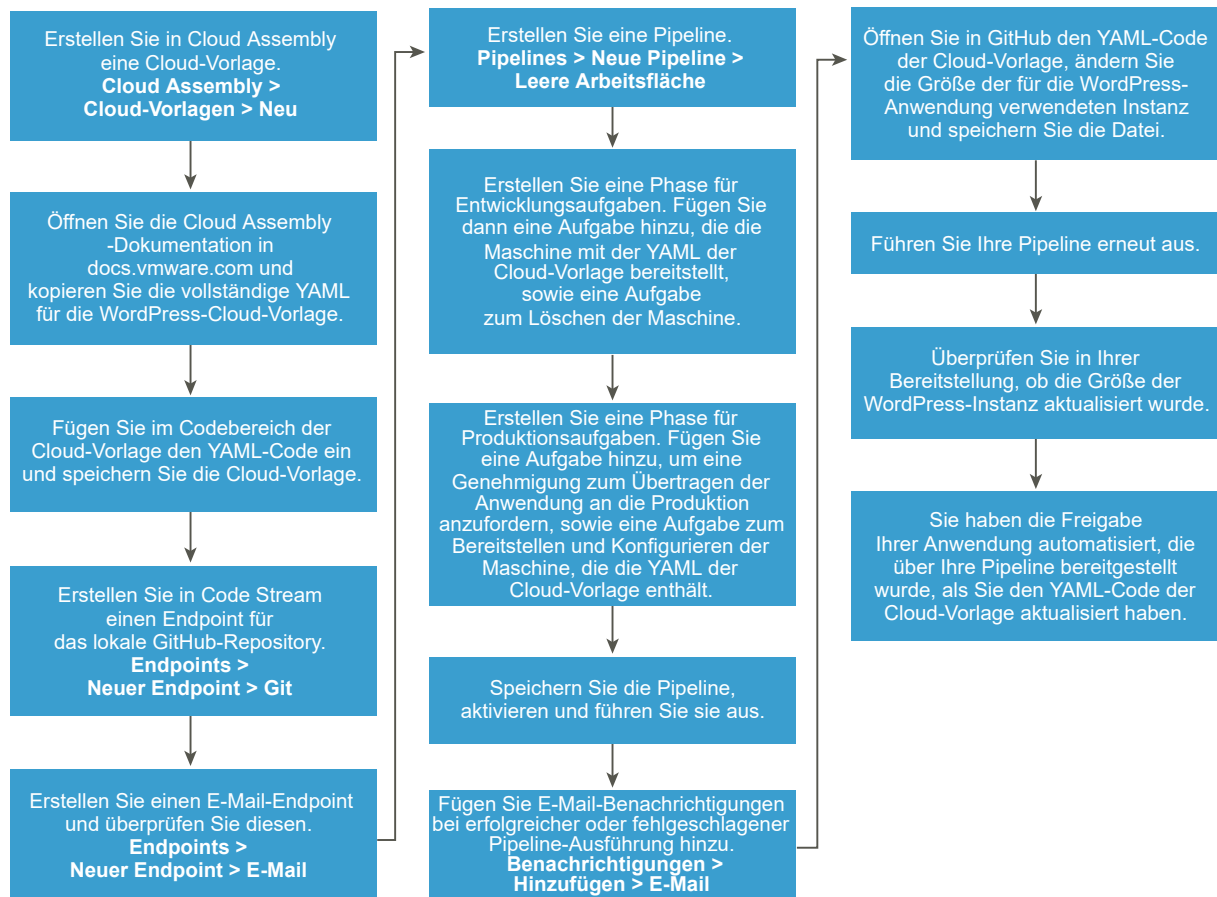 Erstellen Sie in Cloud Assembly
eine Cloud-Vorlage.
Cloud Assembly >
Cloud-Vorlagen > Neu
Öffnen Sie die Cloud Assembly
-Dokumentation in
docs.vmware.com und
kopieren Sie die vollständige YAML
für die WordPress-Cloud-Vorlage.
Fügen Sie im Codebereich der
Cloud-Vorlage den YAML-Code ein
und speichern Sie die Cloud-Vorlage.
Erstellen Sie in Code Stream
einen Endpoint für
das lokale GitHub-Repository.
Endpoints >
Neuer Endpoint > Git
Erstellen Sie einen E-Mail-Endpoint
und überprüfen Sie diesen.
Endpoints >
Neuer Endpoint > E-Mail
Erstellen Sie eine Pipeline.
Pipelines > Neue Pipeline >
Leere Arbeitsfläche
Erstellen Sie eine Phase für
Entwicklungsaufgaben. Fügen Sie
dann eine Aufgabe hinzu, die die
Maschine mit der YAML der
Cloud-Vorlage bereitstellt,
sowie eine Aufgabe
zum Löschen der Maschine.
Erstellen Sie eine Phase für
Produktionsaufgaben. Fügen Sie
eine Aufgabe hinzu, um eine
Genehmigung zum Übertragen der
Anwendung an die Produktion
anzufordern, sowie eine Aufgabe zum
Bereitstellen und Konfigurieren der
Maschine, die die YAML der
Cloud-Vorlage enthält.
Speichern Sie die Pipeline,
aktivieren und führen Sie sie aus.
Fügen Sie E-Mail-Benachrichtigungen
bei erfolgreicher oder fehlgeschlagener
Pipeline-Ausführung hinzu.
Benachrichtigungen >
Hinzufügen > E-Mail
Öffnen Sie in GitHub den YAML-Code
der Cloud-Vorlage, ändern Sie
die Größe der für die WordPress-
Anwendung verwendeten Instanz
und speichern Sie die Datei.
Führen Sie Ihre Pipeline erneut aus.
Überprüfen Sie in Ihrer
Bereitstellung, ob die Größe der
WordPress-Instanz aktualisiert wurde.
Sie haben die Freigabe
Ihrer Anwendung automatisiert, die
über Ihre Pipeline bereitgestellt
wurde, als Sie den YAML-Code der
Cloud-Vorlage aktualisiert haben.